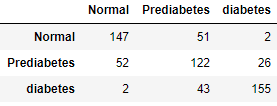 Normal Prediabetes diabetes
Normal 147 51 2
Prediabetes 52 122 26
diabetes 2 43 155